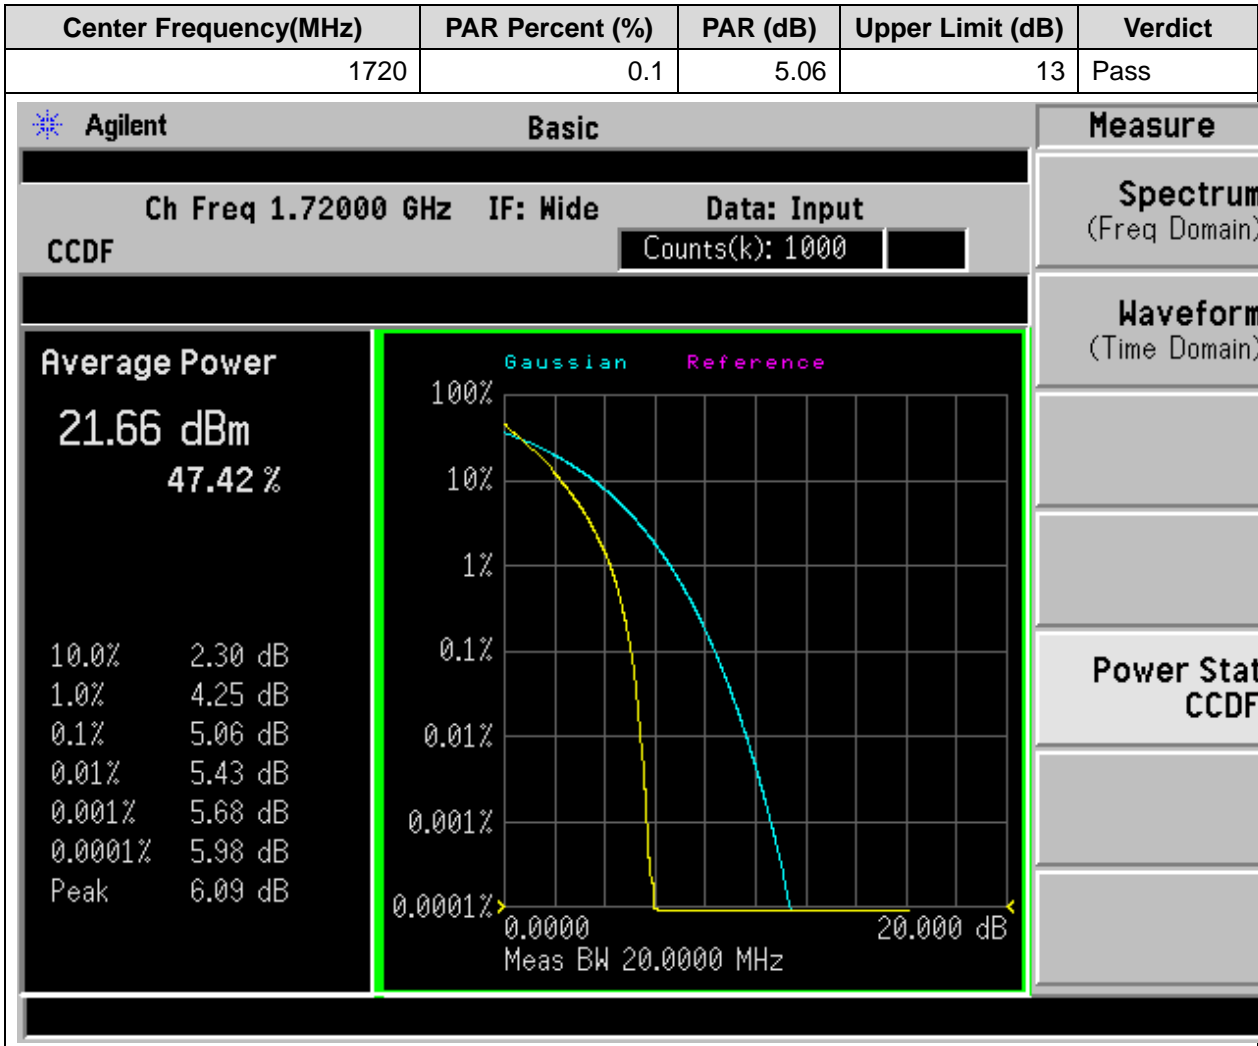 Center Frequency(MHz) PAR Percent (%) PAR (dB) Upper Limit (dB) Verdict
1720 0.1 5.06 13 Pass
Agilent Basic Measure
Ch Freq 1.72000 GHz IF: Wide Data: Input
CCDF Counts(k): 1000
Spectrum
(Freq Domain)
Waveform
(Time Domain)
Power Stat
CCDF
Average Power
21.66 dBm
47.42 %
10.0% 2.30 dB
1.0% 4.25 dB
0.1% 5.06 dB
0.01% 5.43 dB
0.001% 5.68 dB
0.0001% 5.98 dB
Peak 6.09 dB
Gaussian Reference
100%
10%
1%
0.1%
0.01%
0.001%
0.0001%
0.0000 20.000 dB
Meas BW 20.0000 MHz